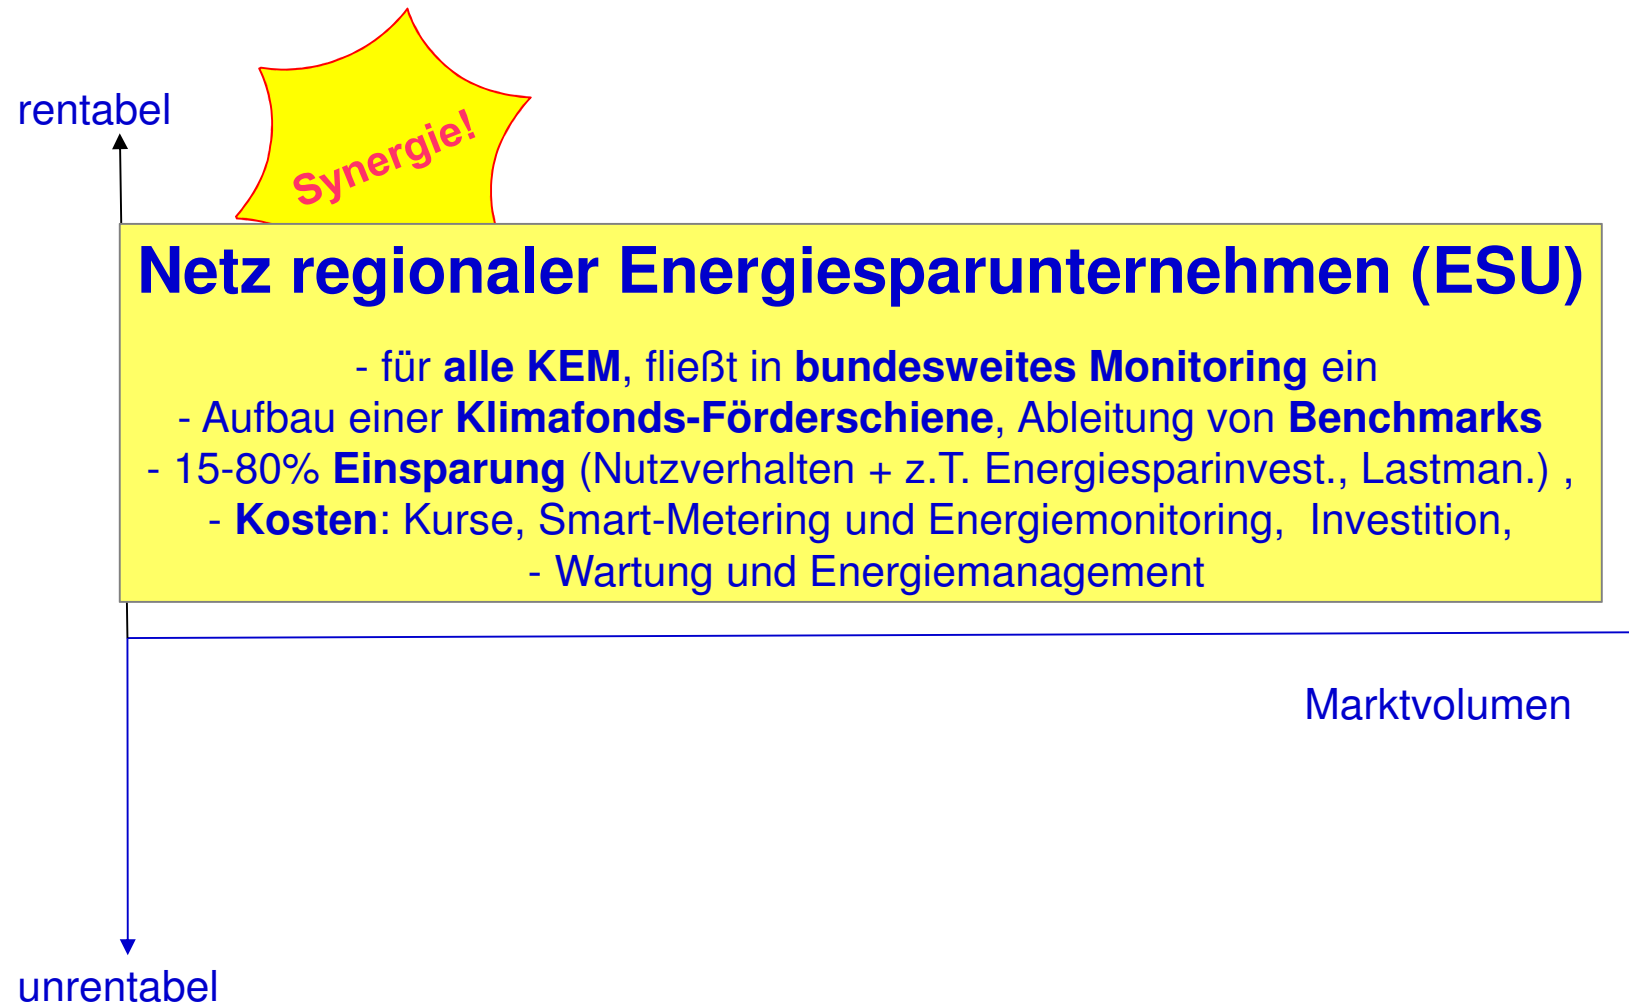 rentabel
Synergie!
Netz regionaler Energiesparunternehmen (ESU)
- für alle KEM, fließt in bundesweites Monitoring ein
- Aufbau einer Klimafonds-Förderschiene, Ableitung von Benchmarks
- 15-80% Einsparung (Nutzverhalten + z.T. Energiesparinvest., Lastman.) ,
- Kosten: Kurse, Smart-Metering und Energiemonitoring,  Investition,
- Wartung und Energiemanagement
Marktvolumen
unrentabel